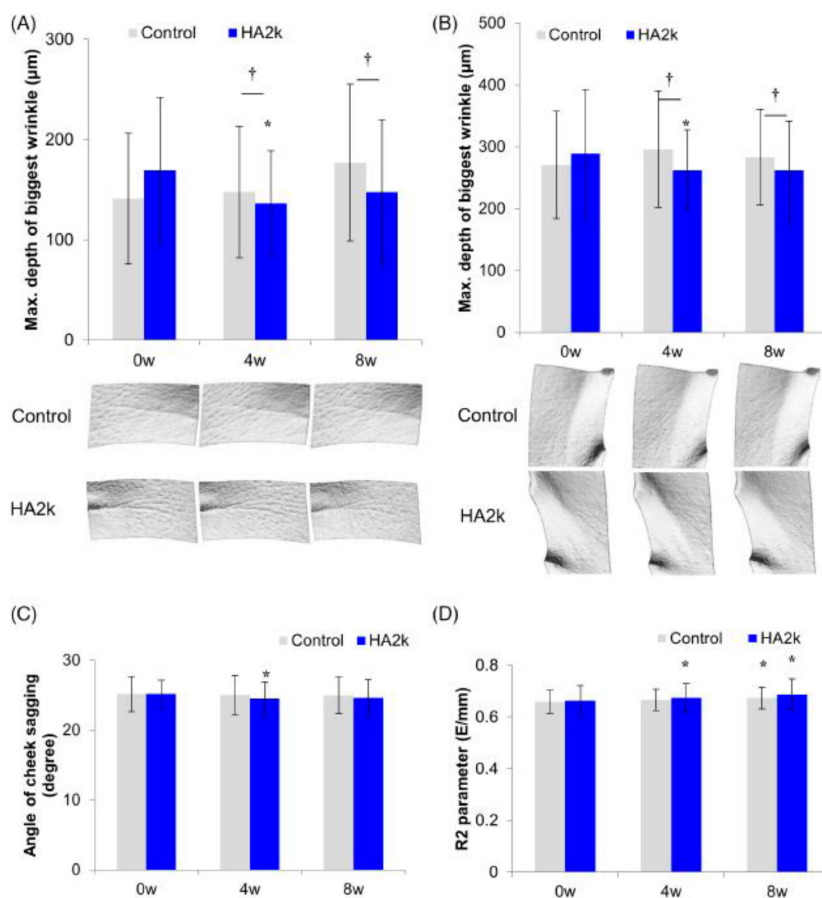 (A)
Control HA2k
Max. depth of biggest wrinkle (μm)
300
200
100
0
† †
*
0w 4w 8w
Control
HA2k
(B)
Control HA2k
Max. depth of biggest wrinkle (μm)
500
400
300
200
100
0
† †
*
0w 4w 8w
Control
HA2k
(C)
Control HA2k
Angle of cheek sagging
(degree)
30
20
10
0
*
0w 4w 8w
(D)
Control HA2k
R2 parameter (E/mm)
0.8
0.6
0.4
0.2
0
* * *
0w 4w 8w